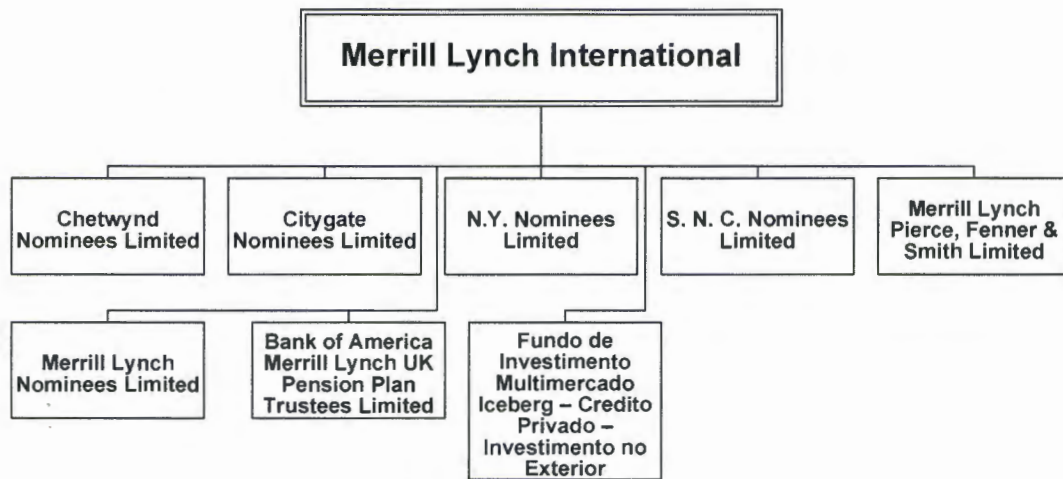 Merrill Lynch International
Chetwynd
Nominees Limited
Citygate
Nominees Limited
N.Y. Nominees
Limited
S. N. C. Nominees
Limited
Merrill Lynch
Pierce, Fenner &
Smith Limited
Merrill Lynch
Nominees Limited
Bank of America
Merrill Lynch UK
Pension Plan
Trustees Limited
Fundo de
Investimento
Multimercado
Iceberg – Credito
Privado –
Investimento no
Exterior